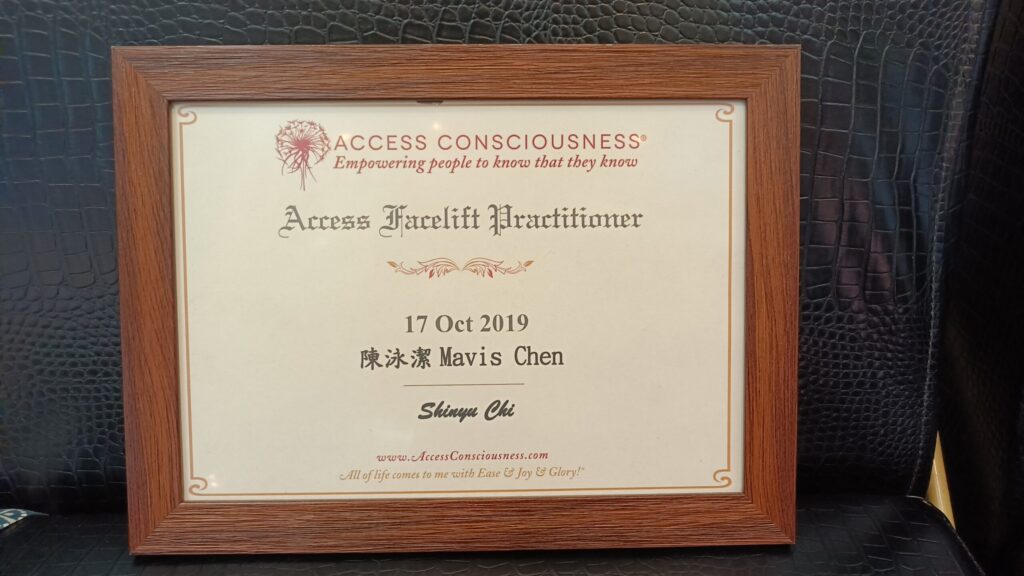 ACCESS CONSCIOUSNESS®
Empowering people to know that they know
Access Facelift Practitioner
17 Oct 2019
陳泳潔 Mavis Chen
Shinyu Chi
www.AccessConsciousness.com
All of life comes to me with Ease & Joy & Glory!™